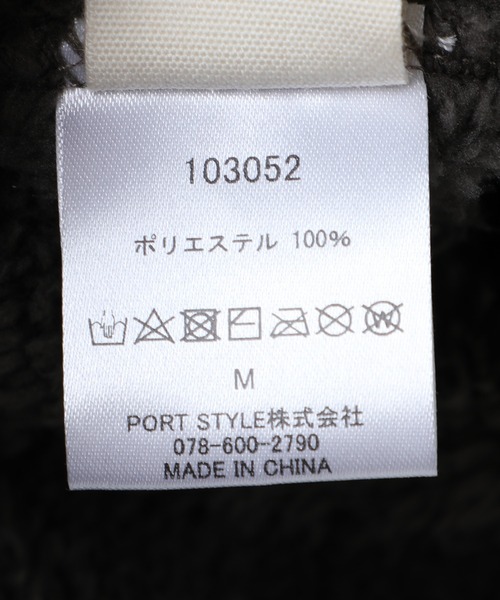 103052
ポリエステル 100%
M
PORT STYLE株式会社
078-600-2790
MADE IN CHINA